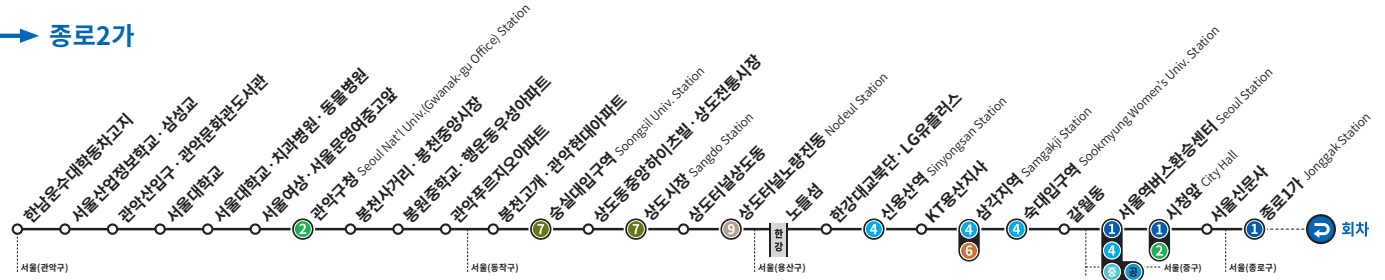 종로2가
한남운수대학동차고지
서울산업정보학교 · 삼성교
관악산입구 · 관악문화관도서관
서울대학교
서울대학교 · 치과병원 · 동물병원
서울여상 · 서울문영여중고앞
관악구청 Seoul Nat'l Univ.(Gwanak-gu Office) Station
봉천사거리 · 봉천중앙시장
봉원중학교 · 행운동우성아파트
관악푸르지오아파트
봉천고개 · 관악현대아파트
숭실대입구역 Soongsil Univ. Station
상도동중앙하이츠빌 · 상도전통시장
상도시장 Sangdo Station
상도터널상도동
상도터널노량진동 Nodeul Station
노들섬
한강대교북단 · LG유플러스
신용산역 Sinyongsan Station
KT용산지사
삼각지역 Samgakji Station
숙대입구역 Sookmyung Women's Univ. Station
갈월동
서울역버스환승센터 Seoul Station
시청앞 City Hall
서울신문사
종로1가 Jonggak Station
2
7
7
9
한강
4
4
6
4
1
4
중
공
1
2
1
회차
서울(관악구)
서울(동작구)
서울(용산구)
서울(중구)
서울(종로구)